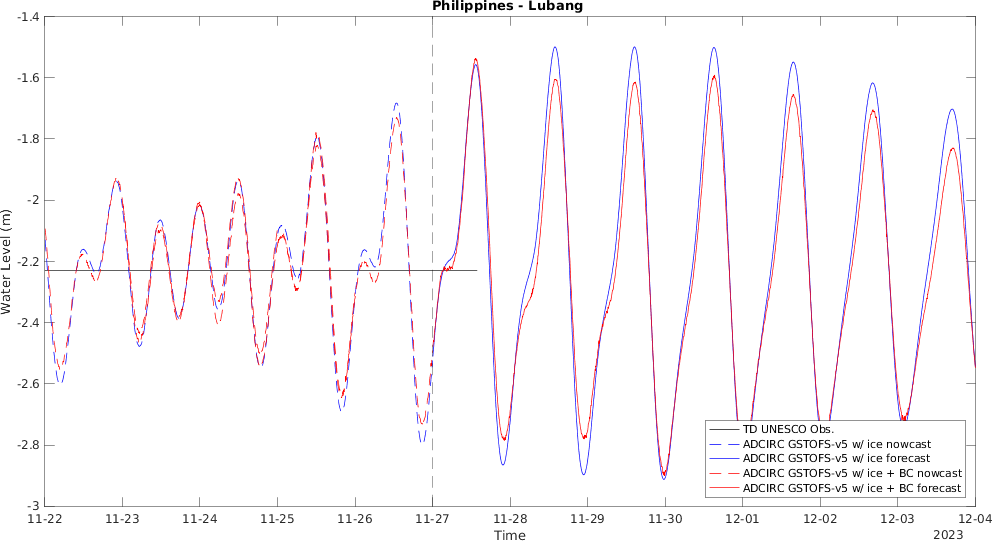 Philippines - Lubang
-1.4
-1.6
-1.8
-2
-2.2
-2.4
-2.6
-2.8
-3
Water Level (m)
TD UNESCO Obs.
ADCIRC GSTOFS-v5 w/ ice nowcast
ADCIRC GSTOFS-v5 w/ ice forecast
ADCIRC GSTOFS-v5 w/ ice + BC nowcast
ADCIRC GSTOFS-v5 w/ ice + BC forecast
11-22 11-23 11-24 11-25 11-26 11-27 11-28 11-29 11-30 12-01 12-02 12-03 12-04
Time
2023